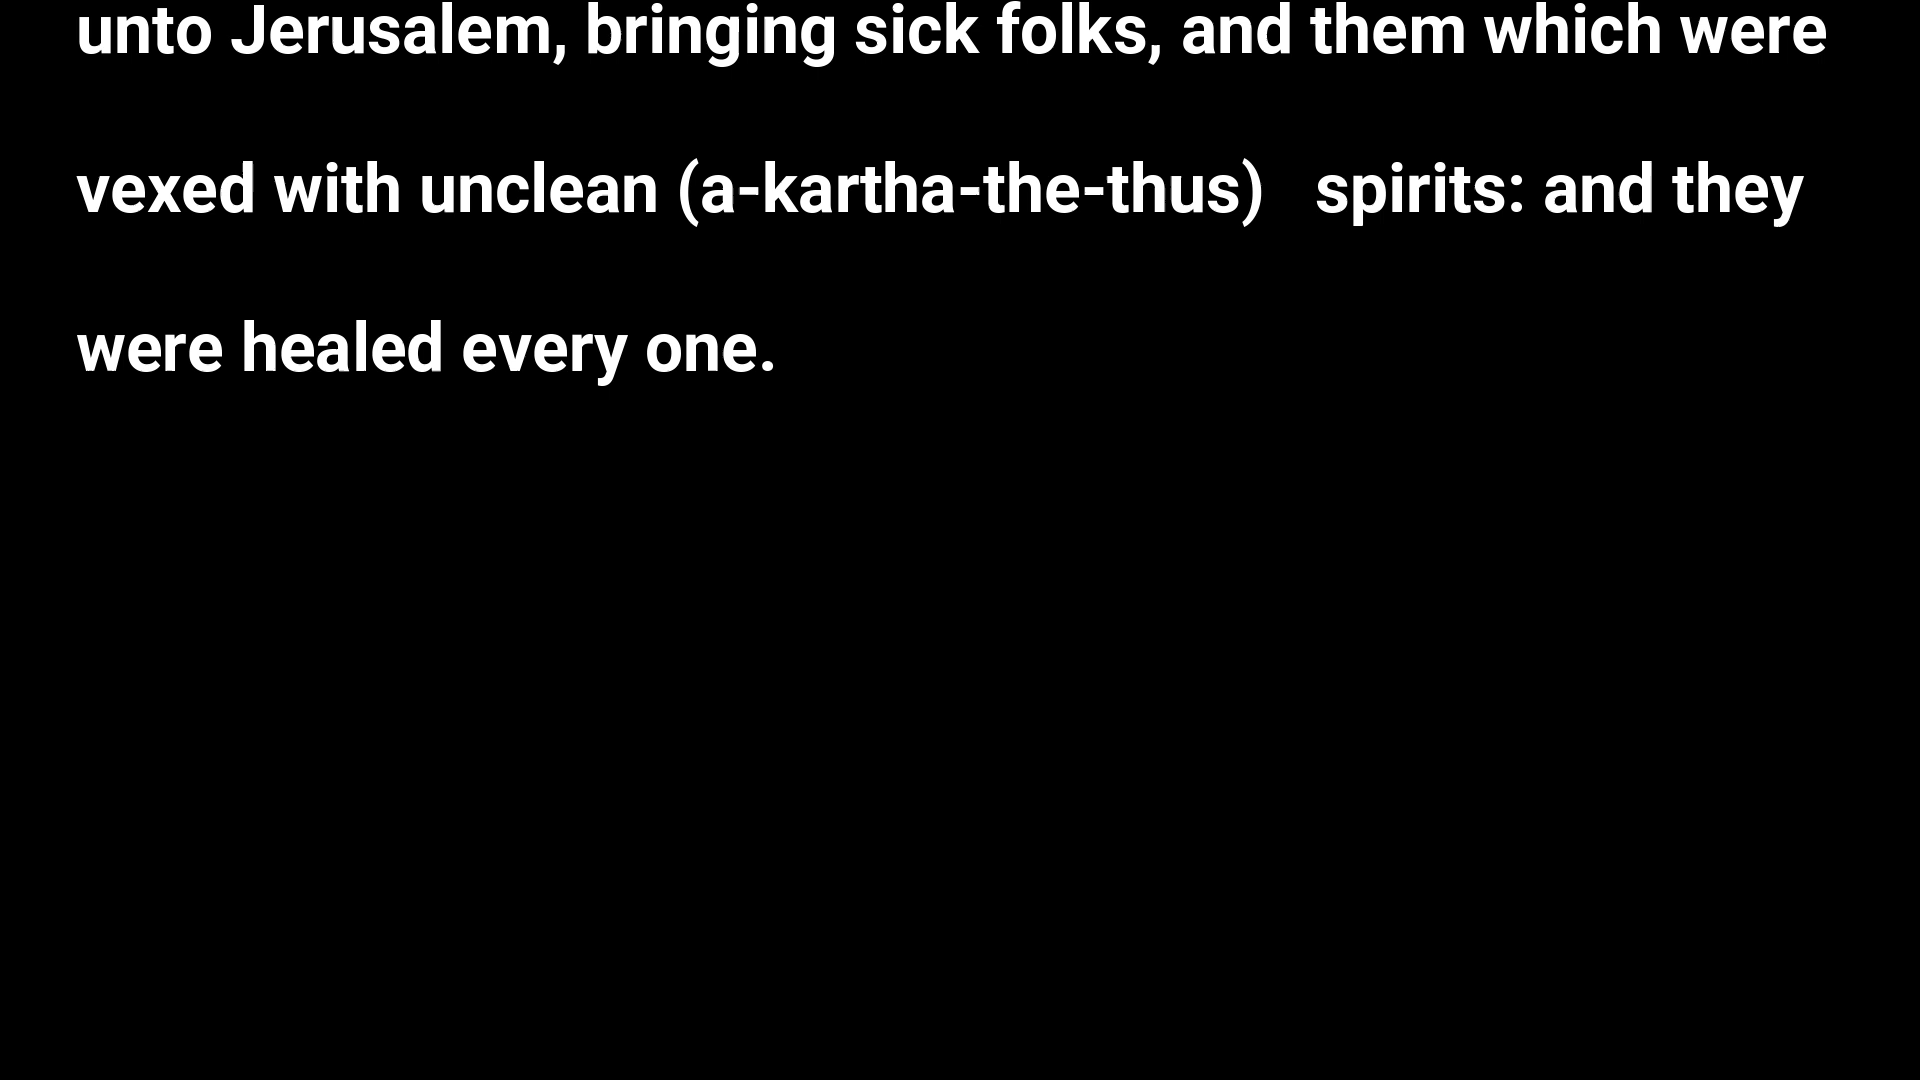 unto Jerusalem, bringing sick folks, and them which were
vexed with unclean (a-kartha-the-thus)   spirits: and they
were healed every one.